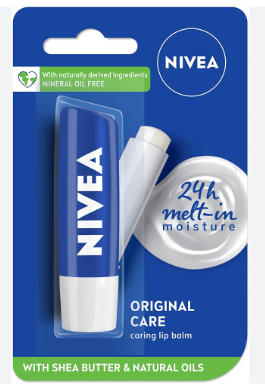 With naturally derived ingredients
MINERAL OIL FREE
NIVEA
NIVEA
24h
melt-in
moisture
ORIGINAL
CARE
caring lip balm
WITH SHEA BUTTER & NATURAL OILS